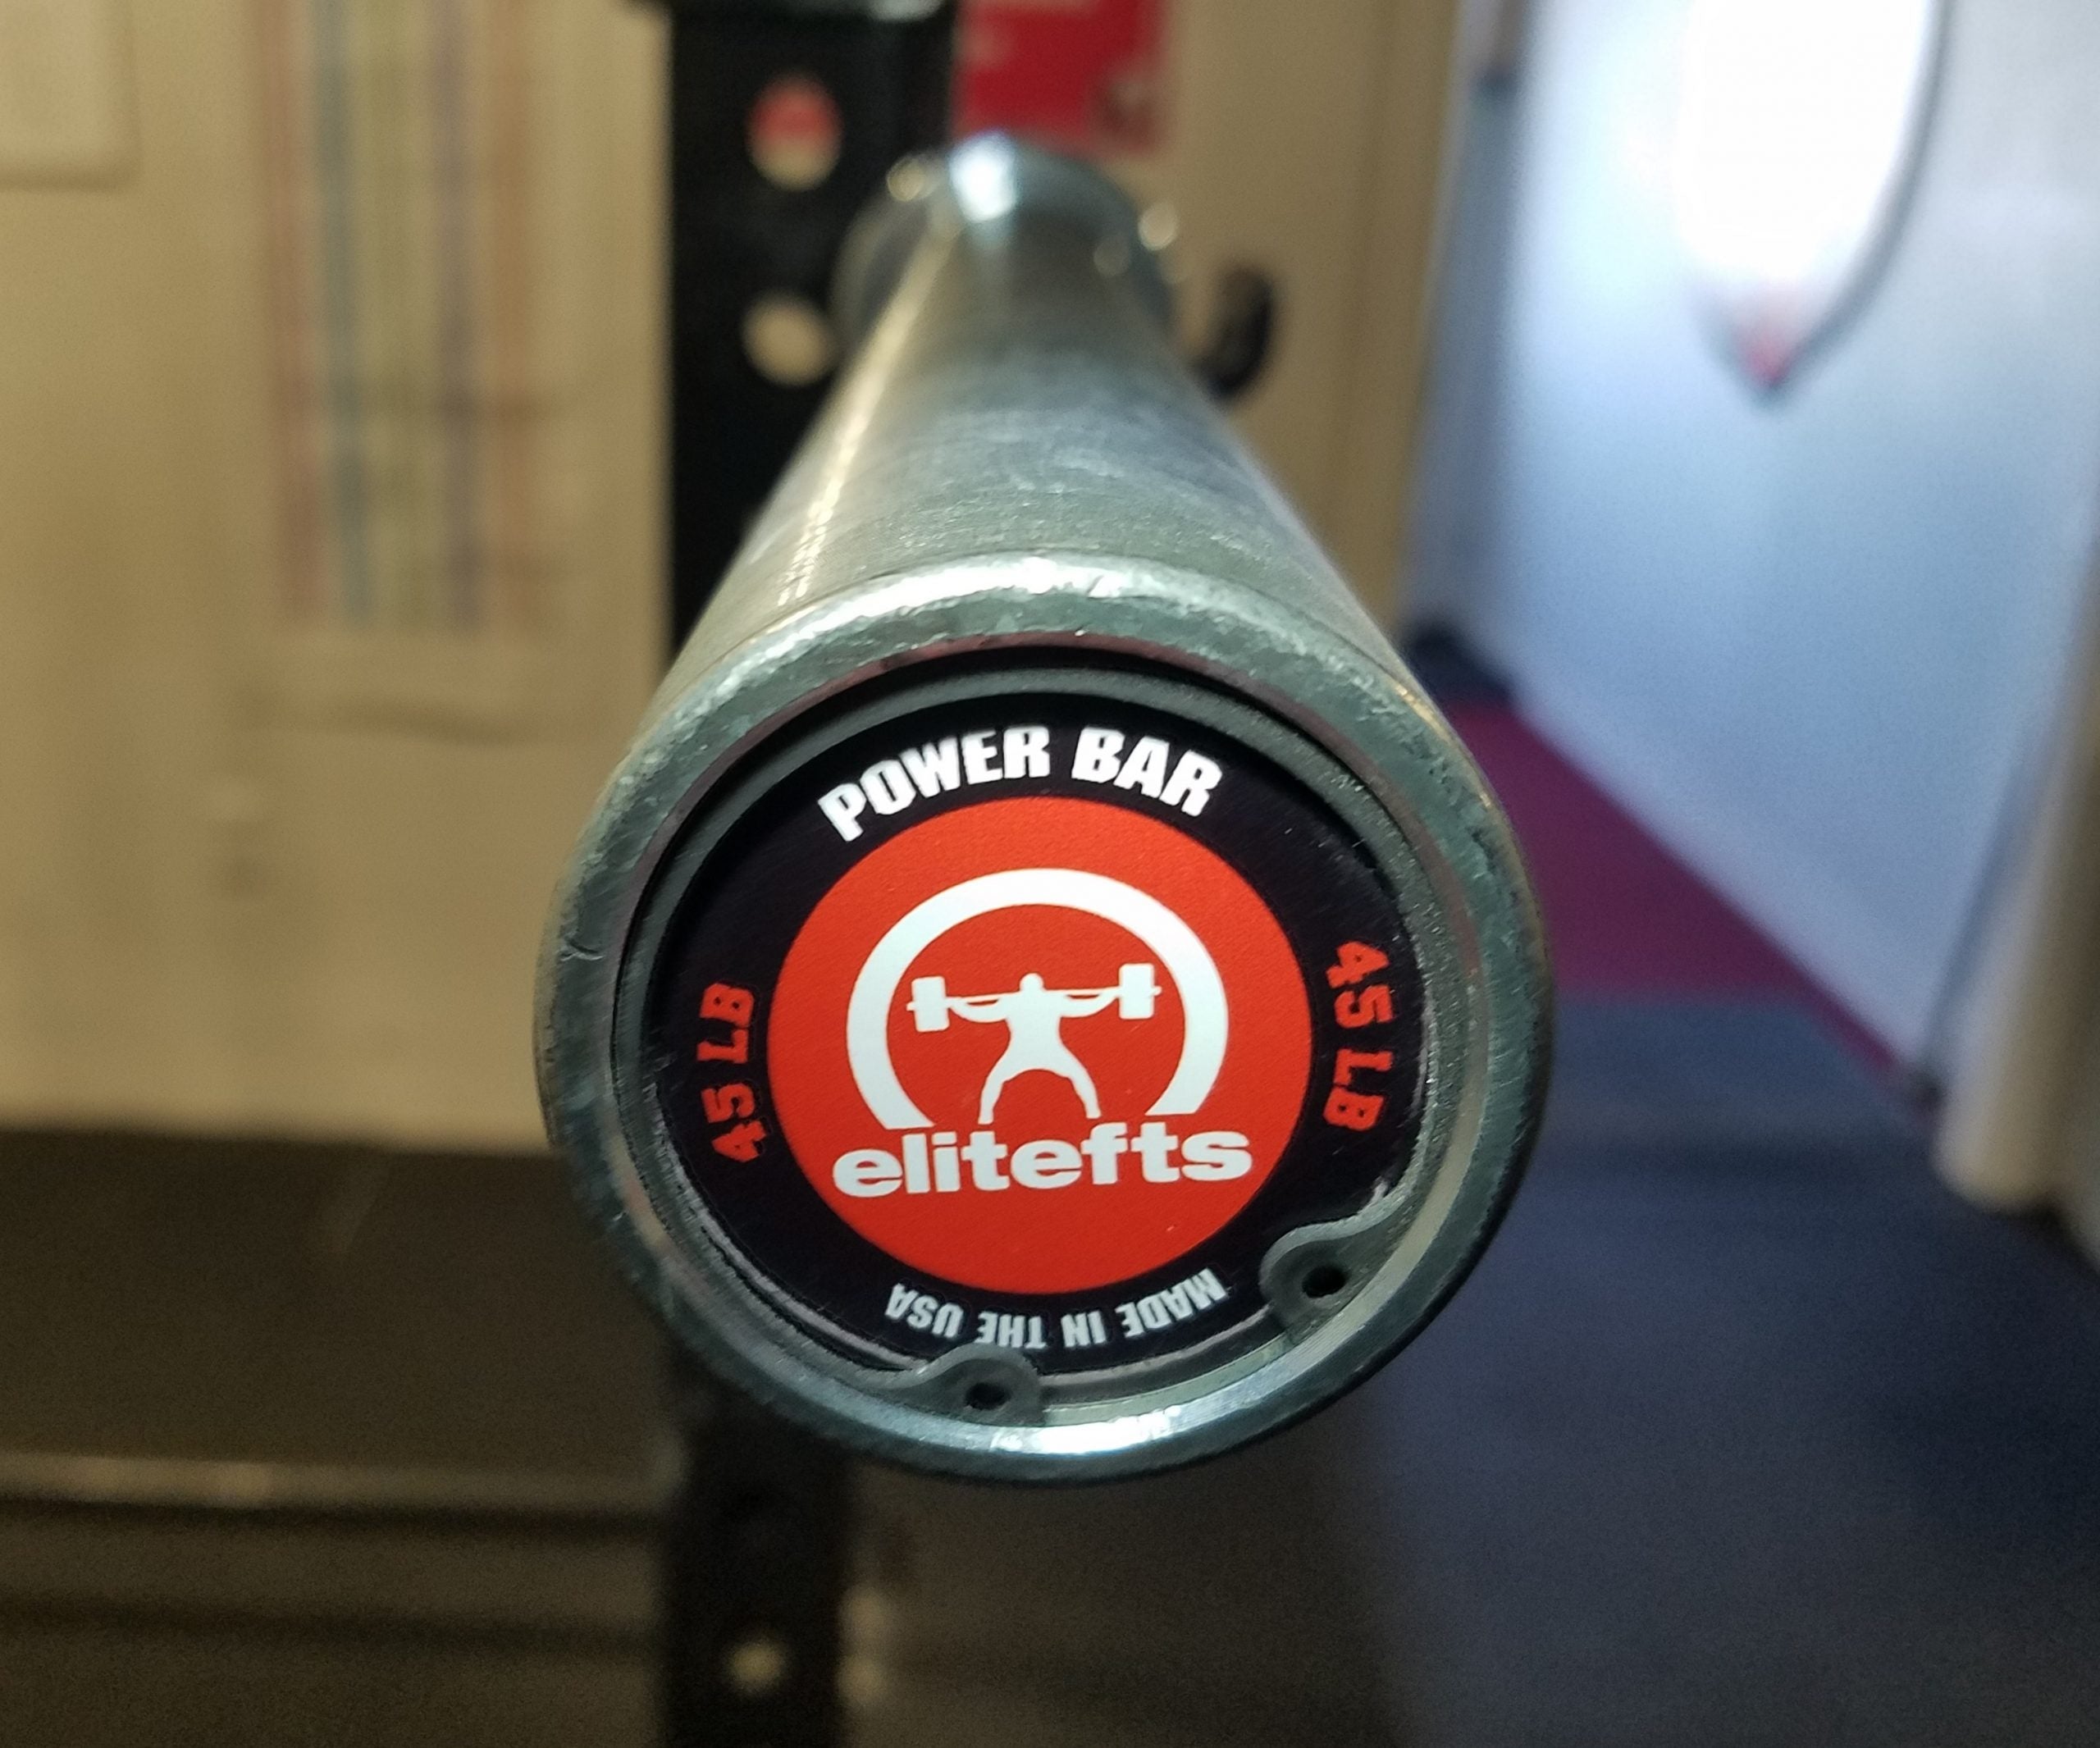 POWER BAR
45 LB
45 LB
elitefts
MADE IN THE USA